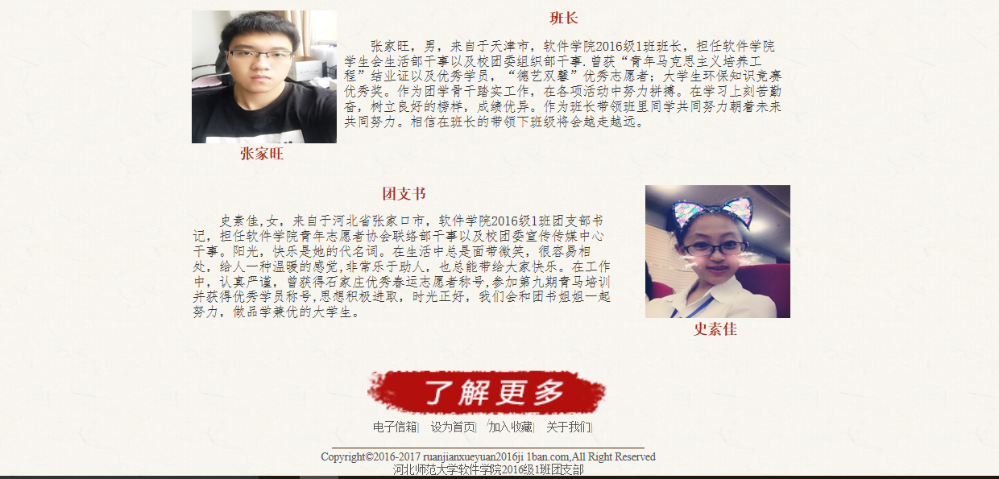 班长
张家旺，男，来自于天津市，软件学院2016级1班班长，担任软件学院
学生会生活部干事以及校团委组织部干事.曾获“青年马克思主义培养工
程”结业证以及优秀学员，“德艺双馨”优秀志愿者；大学生环保知识竞赛
优秀奖。作为团学骨干踏实工作，在各项活动中努力拼搏。在学习上刻苦勤
奋，树立良好的榜样，成绩优异。作为班长带领班里同学共同努力朝着未来
共同努力。相信在班长的带领下班级将会越走越远。
张家旺
团支书
史素佳,女，来自于河北省张家口市，软件学院2016级1班团支部书
记，担任软件学院青年志愿者协会联络部干事以及校团委宣传传媒中心
干事。阳光，快乐是她的代名词。在生活中总是面带微笑，很容易相
处，给人一种温暖的感觉,非常乐于助人，也总能带给大家快乐。在工作
中，认真严谨，曾获得石家庄优秀春运志愿者称号,参加第九期青马培训
并获得优秀学员称号,思想积极进取，时光正好，我们会和团书姐姐一起
努力，做品学兼优的大学生。
史素佳
了解更多
电子信箱| 设为首页| 加入收藏| 关于我们|
Copyright©2016-2017 ruanjianxueyuan2016ji 1ban.com,All Right Reserved
河北师范大学软件学院2016级1班团支部